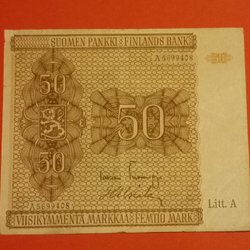 SUOMEN PANKKI FINLANDS BANK
A 5699408
50
50
50
50
A 5699408
Litt. A
VIISIKYMMENTÄ MARKKAA FEMTIO MARK